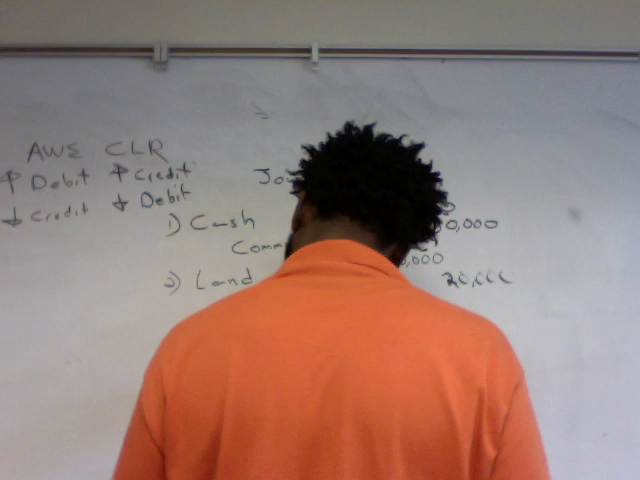 AWE CLR
↑ Debit ↑ Credit
↓ Credit ↓ Debit
Jo
1) Cash 0,000
Comm ,000
2) Land 20,000